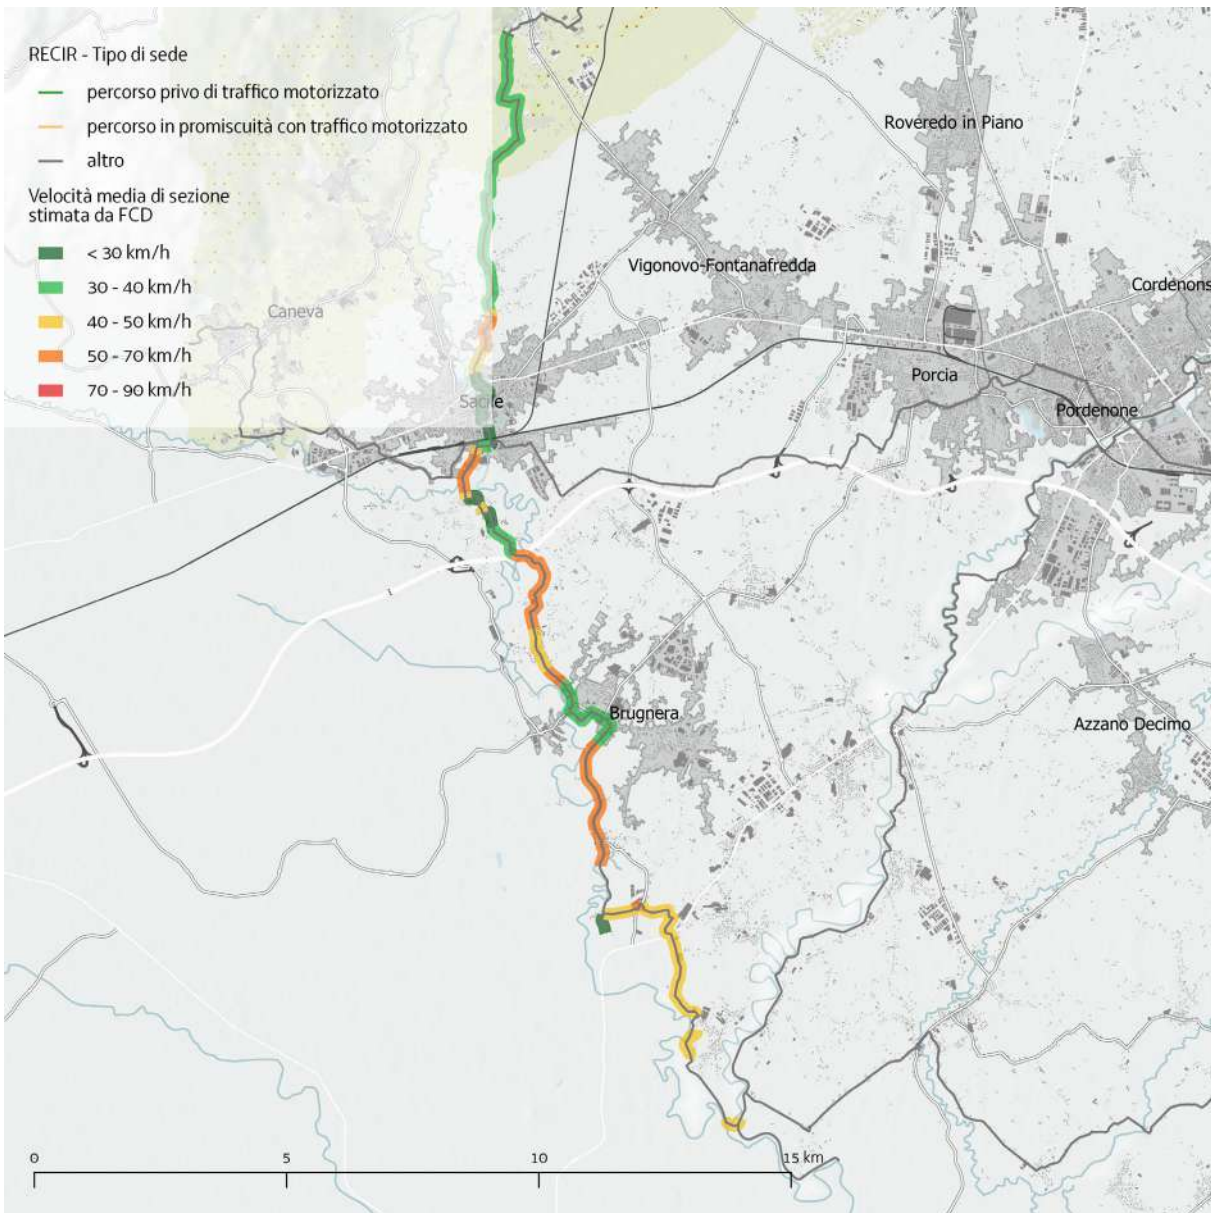 RECIR - Tipo di sede
percorso privo di traffico motorizzato
percorso in promiscuità con traffico motorizzato
altro
Velocità media di sezione
stimata da FCD
< 30 km/h
30 - 40 km/h
40 - 50 km/h
50 - 70 km/h
70 - 90 km/h
Roveredo in Piano
Vigonovo-Fontanafredda
Cordenons
Caneva
Porcia
Sacile
Pordenone
Brugnera
Azzano Decimo
0 5 10 15 km